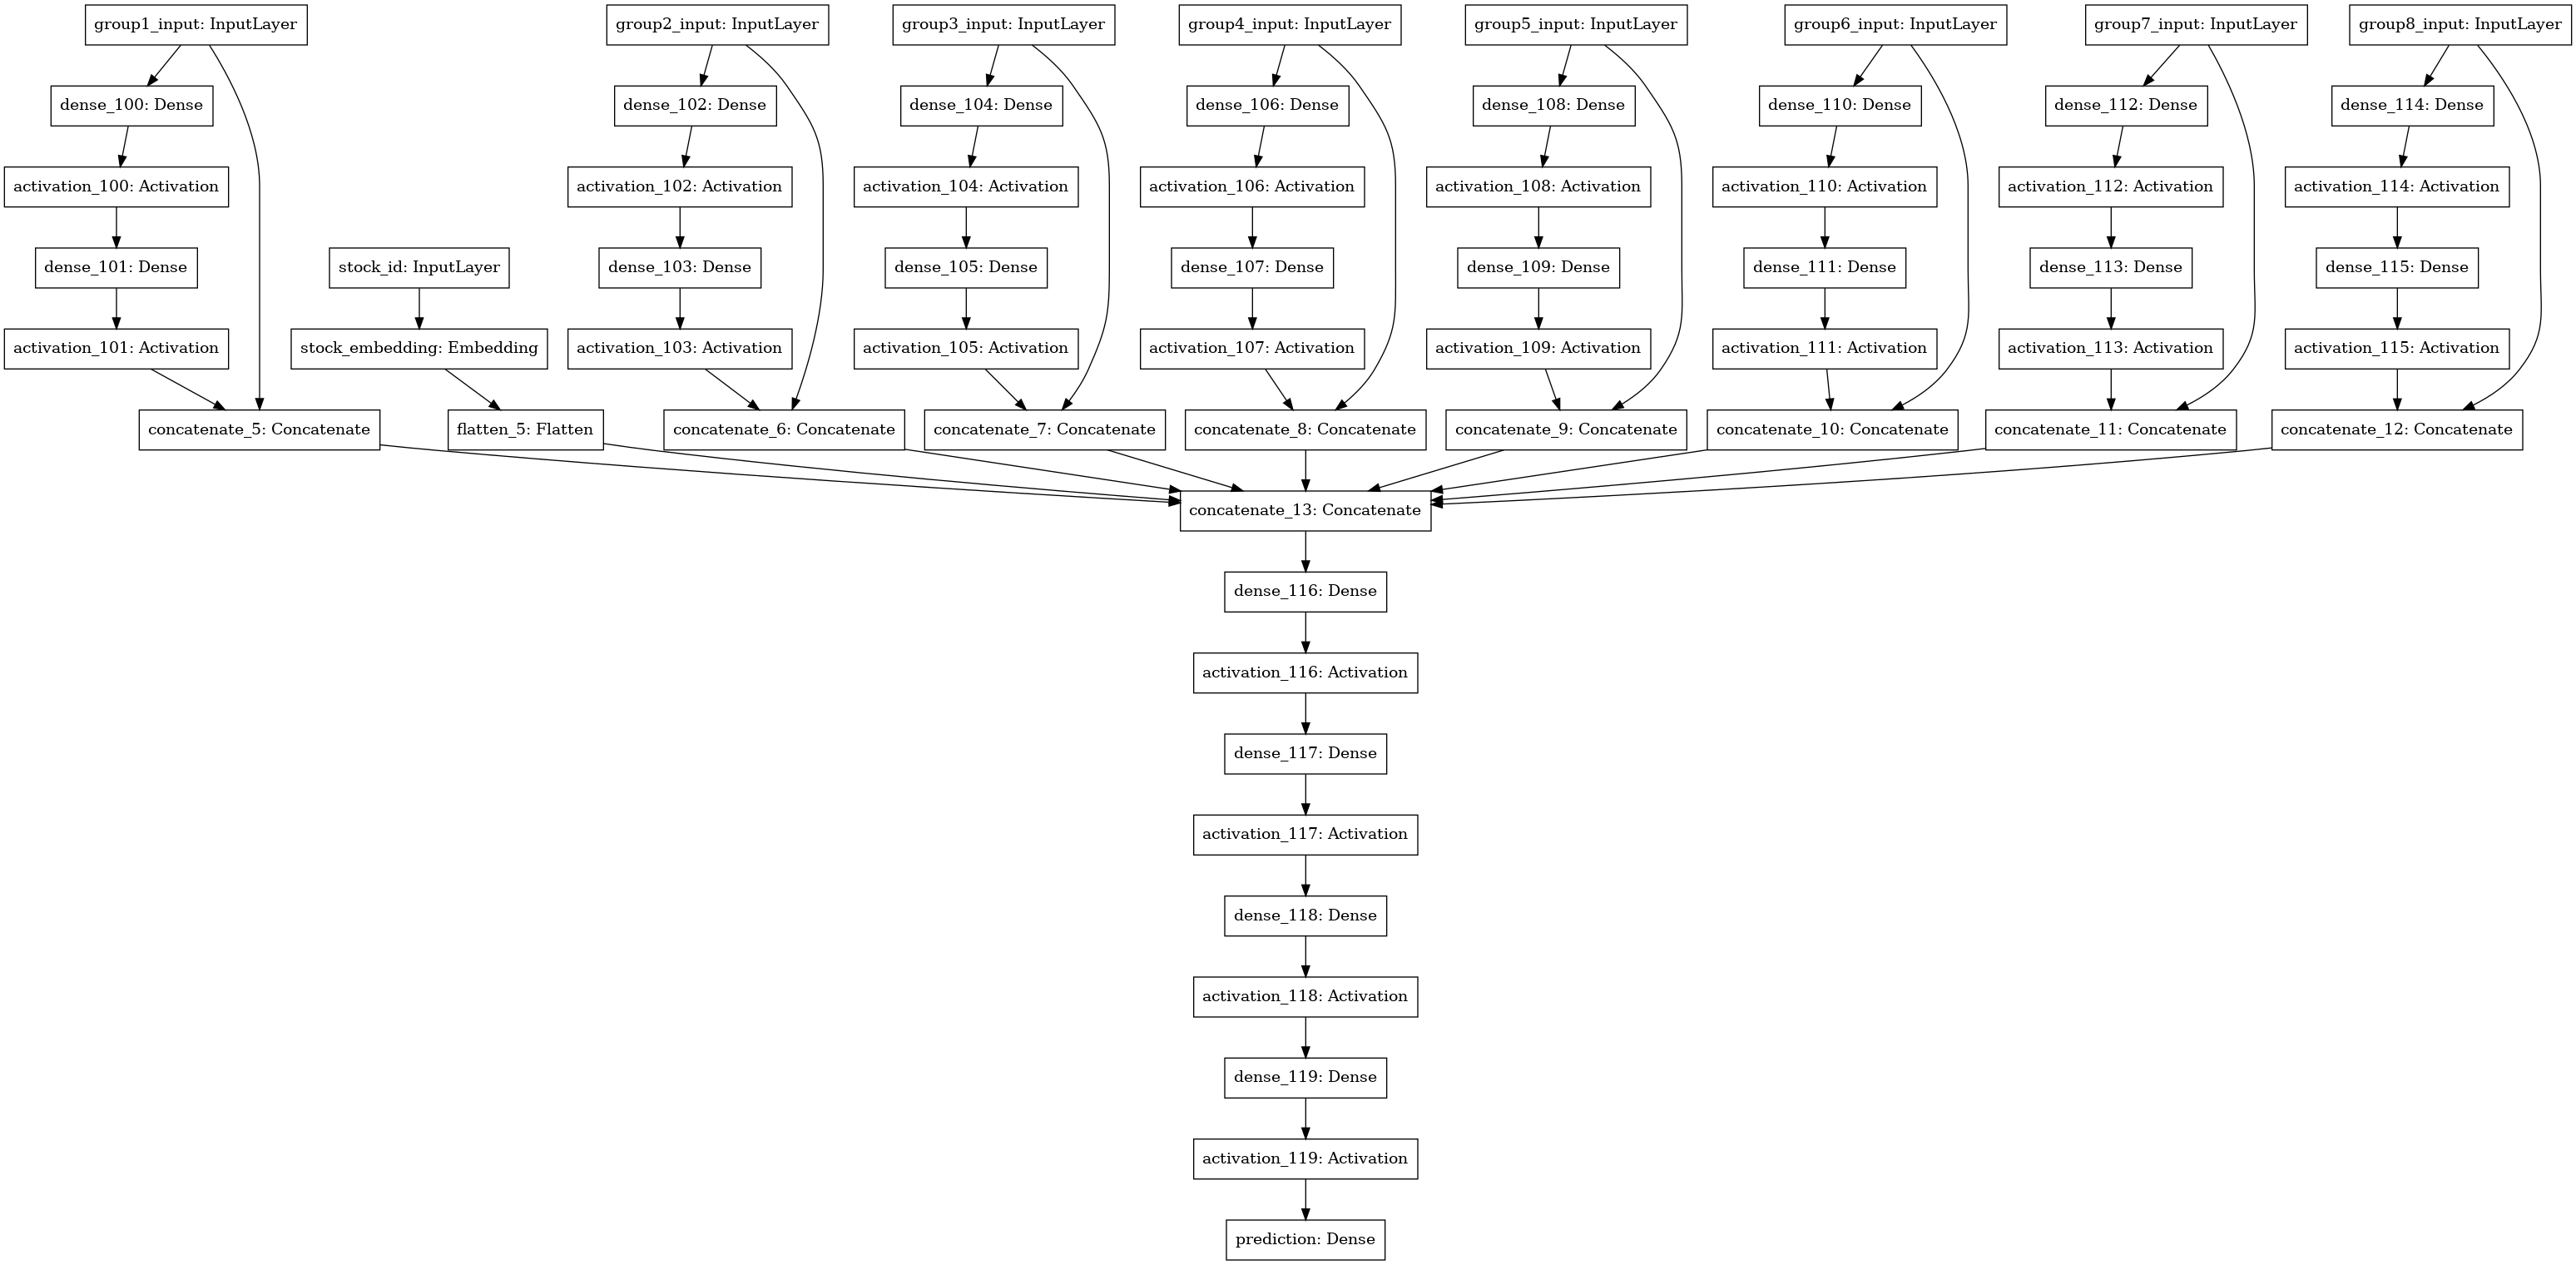 group1_input: InputLayer
group2_input: InputLayer
group3_input: InputLayer
group4_input: InputLayer
group5_input: InputLayer
group6_input: InputLayer
group7_input: InputLayer
group8_input: InputLayer
dense_100: Dense
dense_102: Dense
dense_104: Dense
dense_106: Dense
dense_108: Dense
dense_110: Dense
dense_112: Dense
dense_114: Dense
activation_100: Activation
activation_102: Activation
activation_104: Activation
activation_106: Activation
activation_108: Activation
activation_110: Activation
activation_112: Activation
activation_114: Activation
dense_101: Dense
stock_id: InputLayer
dense_103: Dense
dense_105: Dense
dense_107: Dense
dense_109: Dense
dense_111: Dense
dense_113: Dense
dense_115: Dense
activation_101: Activation
stock_embedding: Embedding
activation_103: Activation
activation_105: Activation
activation_107: Activation
activation_109: Activation
activation_111: Activation
activation_113: Activation
activation_115: Activation
concatenate_5: Concatenate
flatten_5: Flatten
concatenate_6: Concatenate
concatenate_7: Concatenate
concatenate_8: Concatenate
concatenate_9: Concatenate
concatenate_10: Concatenate
concatenate_11: Concatenate
concatenate_12: Concatenate
concatenate_13: Concatenate
dense_116: Dense
activation_116: Activation
dense_117: Dense
activation_117: Activation
dense_118: Dense
activation_118: Activation
dense_119: Dense
activation_119: Activation
prediction: Dense